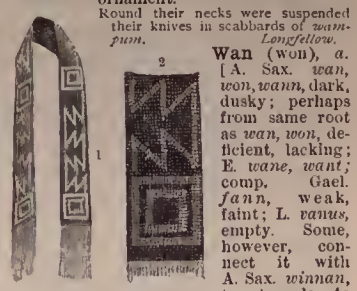 ornament.
Round their necks were suspended
their knives in scabbards of wam-
pum. Longfellow.
Wan (won), a.
[A. Sax. wan,
won, wann, dark,
dusky; perhaps
from same root
as wan, won, de-
ficient, lacking;
E. wane, want;
comp. Gael.
fann, weak,
faint; L. vanus,
empty. Some,
however, con-
nect it with
A. Sax. winnan,
2
1